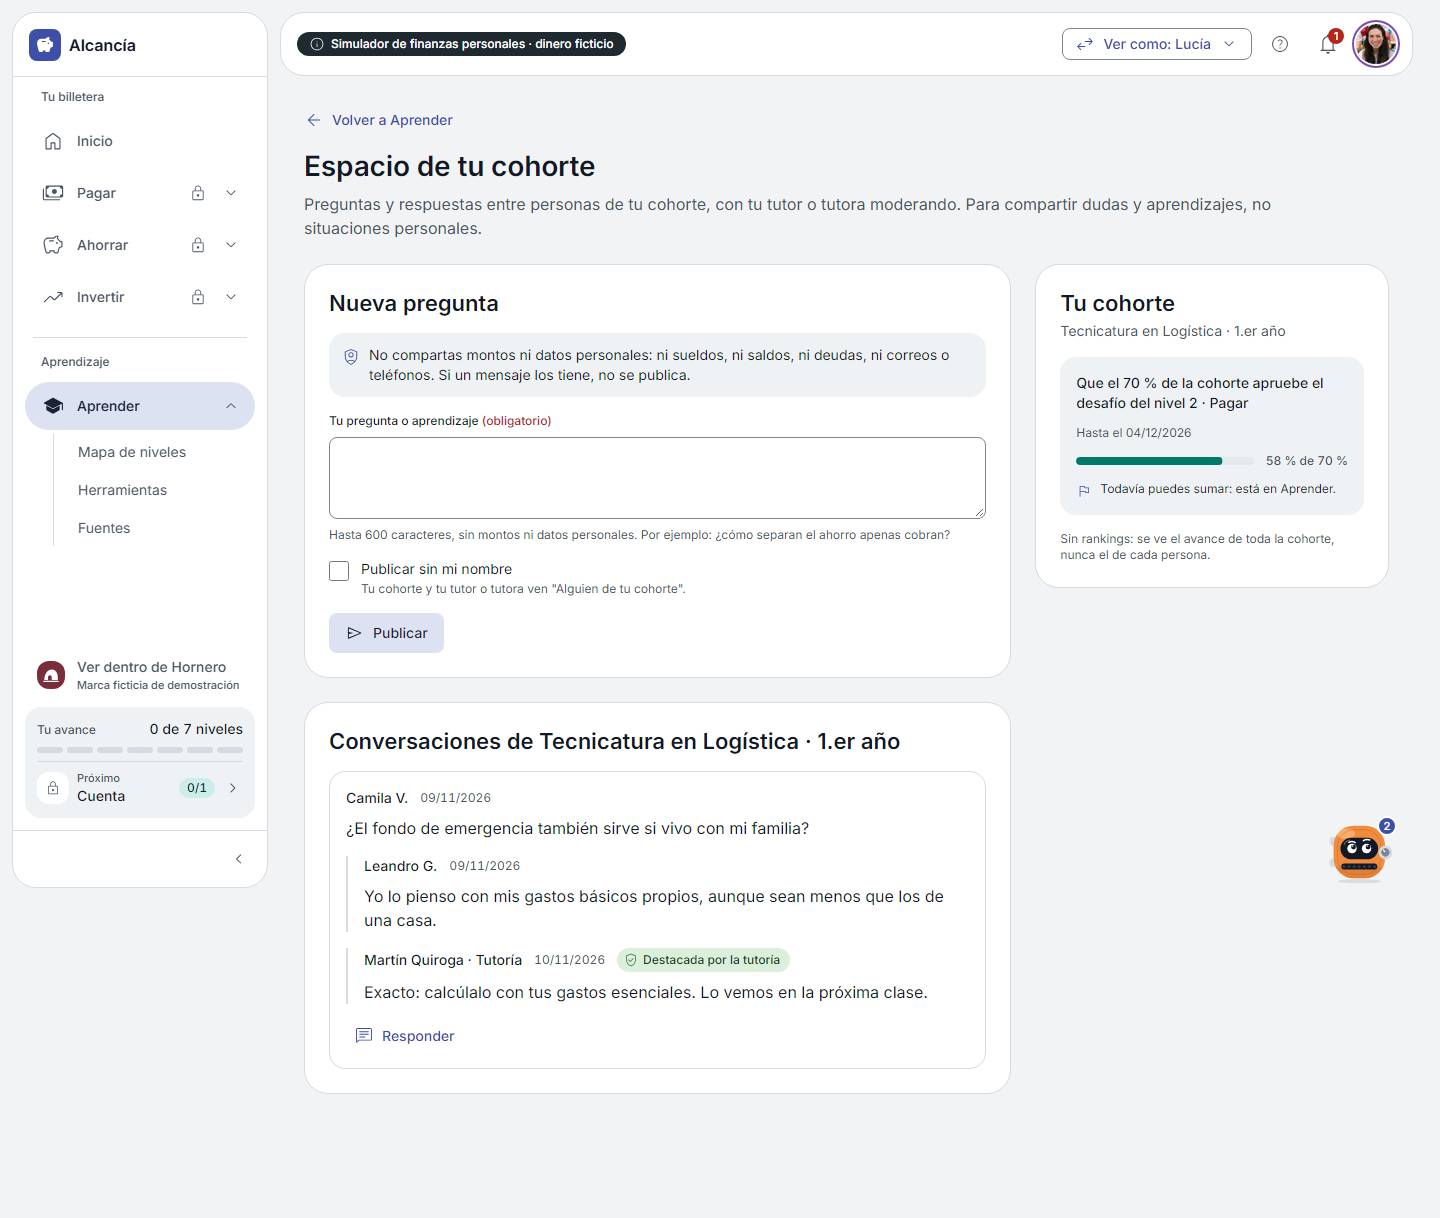 Alcancía
Tu billetera
Inicio
Pagar
Ahorrar
Invertir
Aprendizaje
Aprender
Mapa de niveles
Herramientas
Fuentes
Ver dentro de Hornero
Marca ficticia de demostración
Tu avance 0 de 7 niveles
Próximo
Cuenta
0/1
Simulador de finanzas personales · dinero ficticio
Ver como: Lucía
1
Volver a Aprender
Espacio de tu cohorte
Preguntas y respuestas entre personas de tu cohorte, con tu tutor o tutora moderando. Para compartir dudas y aprendizajes, no
situaciones personales.
Nueva pregunta
No compartas montos ni datos personales: ni sueldos, ni saldos, ni deudas, ni correos o
teléfonos. Si un mensaje los tiene, no se publica.
Tu pregunta o aprendizaje (obligatorio)
Hasta 600 caracteres, sin montos ni datos personales. Por ejemplo: ¿cómo separan el ahorro apenas cobran?
Publicar sin mi nombre
Tu cohorte y tu tutor o tutora ven "Alguien de tu cohorte".
Publicar
Conversaciones de Tecnicatura en Logística · 1.er año
Camila V. 09/11/2026
¿El fondo de emergencia también sirve si vivo con mi familia?
Leandro G. 09/11/2026
Yo lo pienso con mis gastos básicos propios, aunque sean menos que los de
una casa.
Martín Quiroga · Tutoría 10/11/2026 Destacada por la tutoría
Exacto: calcúlalo con tus gastos esenciales. Lo vemos en la próxima clase.
Responder
Tu cohorte
Tecnicatura en Logística · 1.er año
Que el 70 % de la cohorte apruebe el
desafío del nivel 2 · Pagar
Hasta el 04/12/2026
58 % de 70 %
Todavía puedes sumar: está en Aprender.
Sin rankings: se ve el avance de toda la cohorte,
nunca el de cada persona.
2